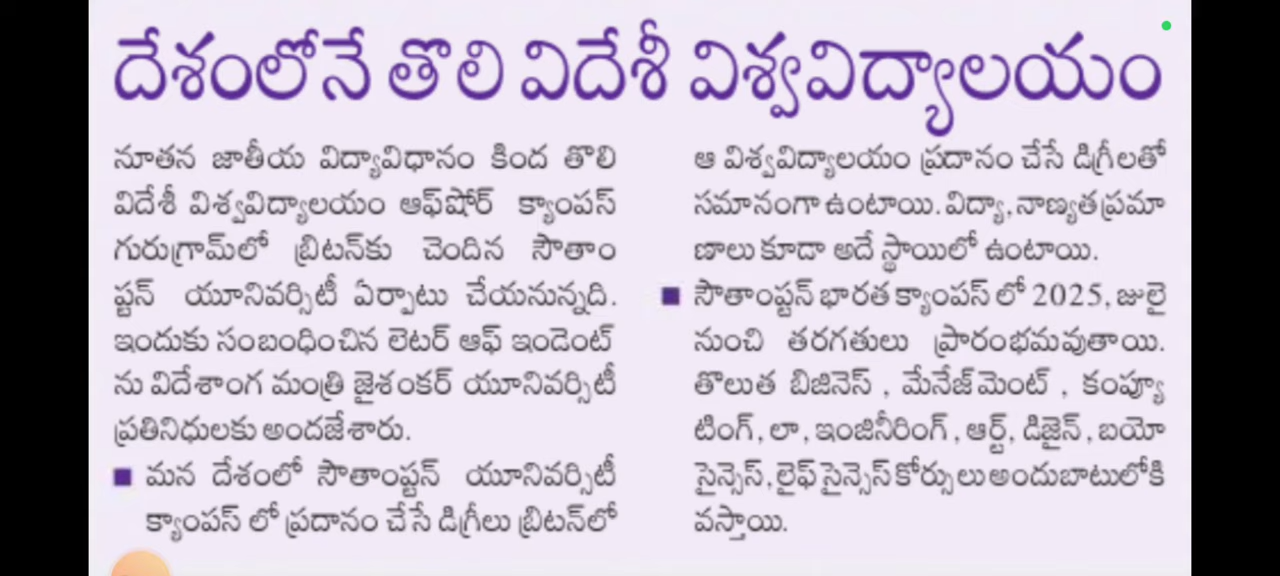 దేశంలోనే తొలి విదేశీ విశ్వవిద్యాలయం
నూతన జాతీయ విద్యావిధానం కింద తొలి
విదేశీ విశ్వవిద్యాలయం ఆఫ్‌షోర్ క్యాంపస్
గురుగ్రామ్‌లో బ్రిటన్‌కు చెందిన సౌతాం
ప్టన్ యూనివర్సిటీ ఏర్పాటు చేయనున్నది.
ఇందుకు సంబంధించిన లెటర్ ఆఫ్ ఇండెంట్
ను విదేశాంగ మంత్రి జైశంకర్ యూనివర్సిటీ
ప్రతినిధులకు అందజేశారు.
■ మన దేశంలో సౌతాంప్టన్ యూనివర్సిటీ
క్యాంపస్ లో ప్రదానం చేసే డిగ్రీలు బ్రిటన్‌లో
ఆ విశ్వవిద్యాలయం ప్రదానం చేసే డిగ్రీలతో
సమానంగా ఉంటాయి. విద్యా, నాణ్యత ప్రమా
ణాలు కూడా అదే స్థాయిలో ఉంటాయి.
■ సౌతాంప్టన్ భారత క్యాంపస్ లో 2025, జులై
నుంచి తరగతులు ప్రారంభమవుతాయి.
తొలుత బిజినెస్ , మేనేజ్‌మెంట్ , కంప్యూ
టింగ్, లా, ఇంజినీరింగ్, ఆర్ట్, డిజైన్, బయో
సైన్సెస్, లైఫ్ సైన్సెస్ కోర్సులు అందుబాటులోకి
వస్తాయి.